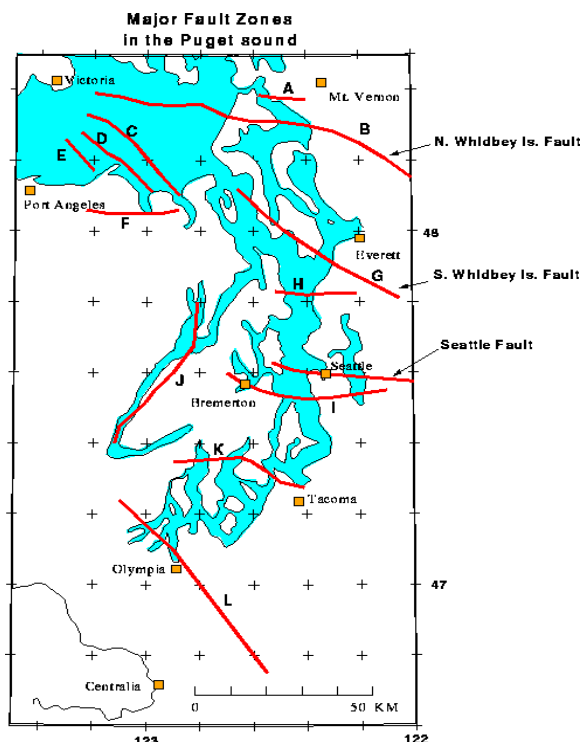 Major Fault Zones
in the Puget sound
Victoria
A
Mt. Vernon
B
C
D
E
N. Whidbey Is. Fault
Port Angeles
F
48
Everett
G
S. Whidbey Is. Fault
H
Seattle Fault
Seattle
J
Bremerton
I
K
Tacoma
Olympia
47
L
Centralia
0 50 KM
123 122